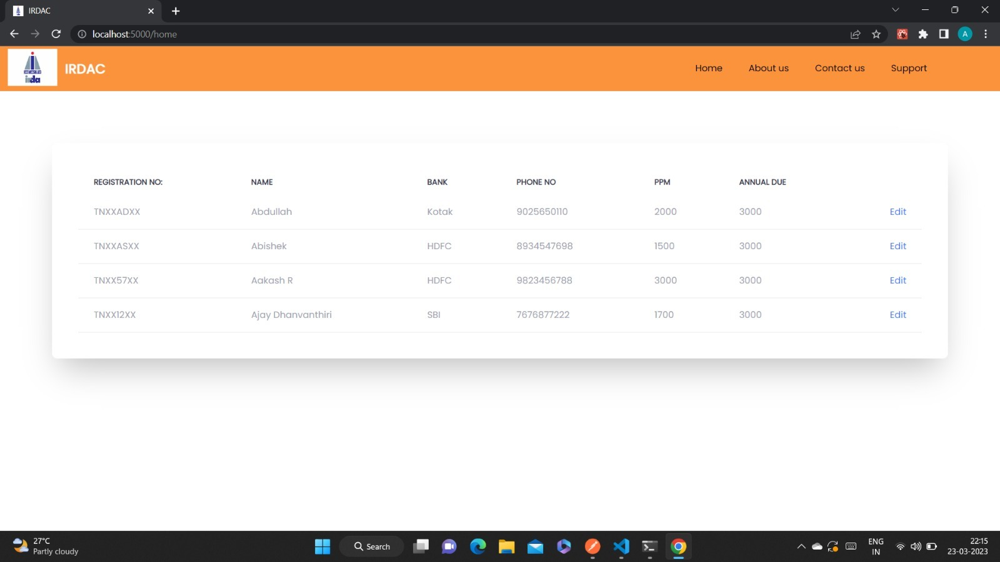 IRDAC
localhost:5000/home
A
irda
IRDAC
Home About us Contact us Support
REGISTRATION NO: NAME BANK PHONE NO PPM ANNUAL DUE
TNXXADXX Abdullah Kotak 9025650110 2000 3000 Edit
TNXXASXX Abishek HDFC 8934547698 1500 3000 Edit
TNXX57XX Aakash R HDFC 9823456788 3000 3000 Edit
TNXX12XX Ajay Dhanvanthiri SBI 7676877222 1700 3000 Edit
27°C
Partly cloudy
Search
ENG
IN
22:15
23-03-2023